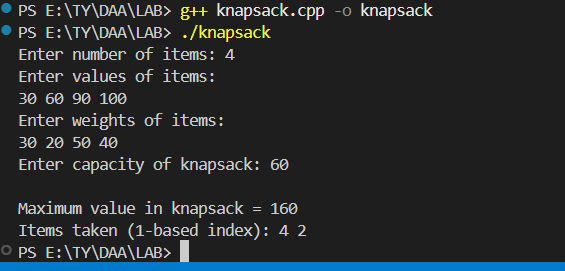 PS E:\TY\DAA\LAB> g++ knapsack.cpp -o knapsack
PS E:\TY\DAA\LAB> ./knapsack
Enter number of items: 4
Enter values of items:
30 60 90 100
Enter weights of items:
30 20 50 40
Enter capacity of knapsack: 60
Maximum value in knapsack = 160
Items taken (1-based index): 4 2
PS E:\TY\DAA\LAB>